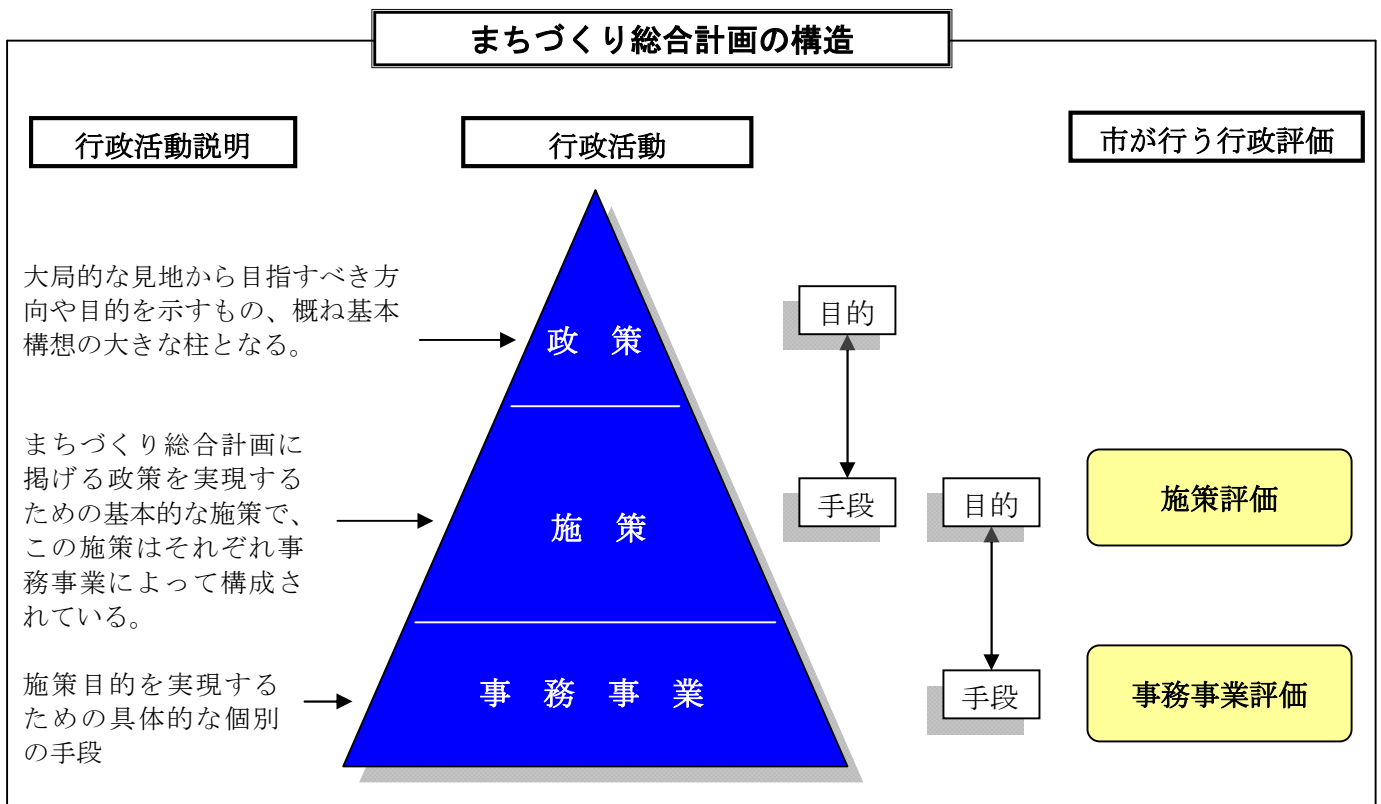 まちづくり総合計画の構造
行政活動説明
行政活動
市が行う行政評価
大局的な見地から目指すべき方
向や目的を示すもの、概ね基本
構想の大きな柱となる。
政　策
目的
まちづくり総合計画に
掲げる政策を実現する
ための基本的な施策で、
この施策はそれぞれ事
務事業によって構成さ
れている。
施　策
手段
目的
施策評価
施策目的を実現する
ための具体的な個別
の手段
事　務　事　業
手段
事務事業評価